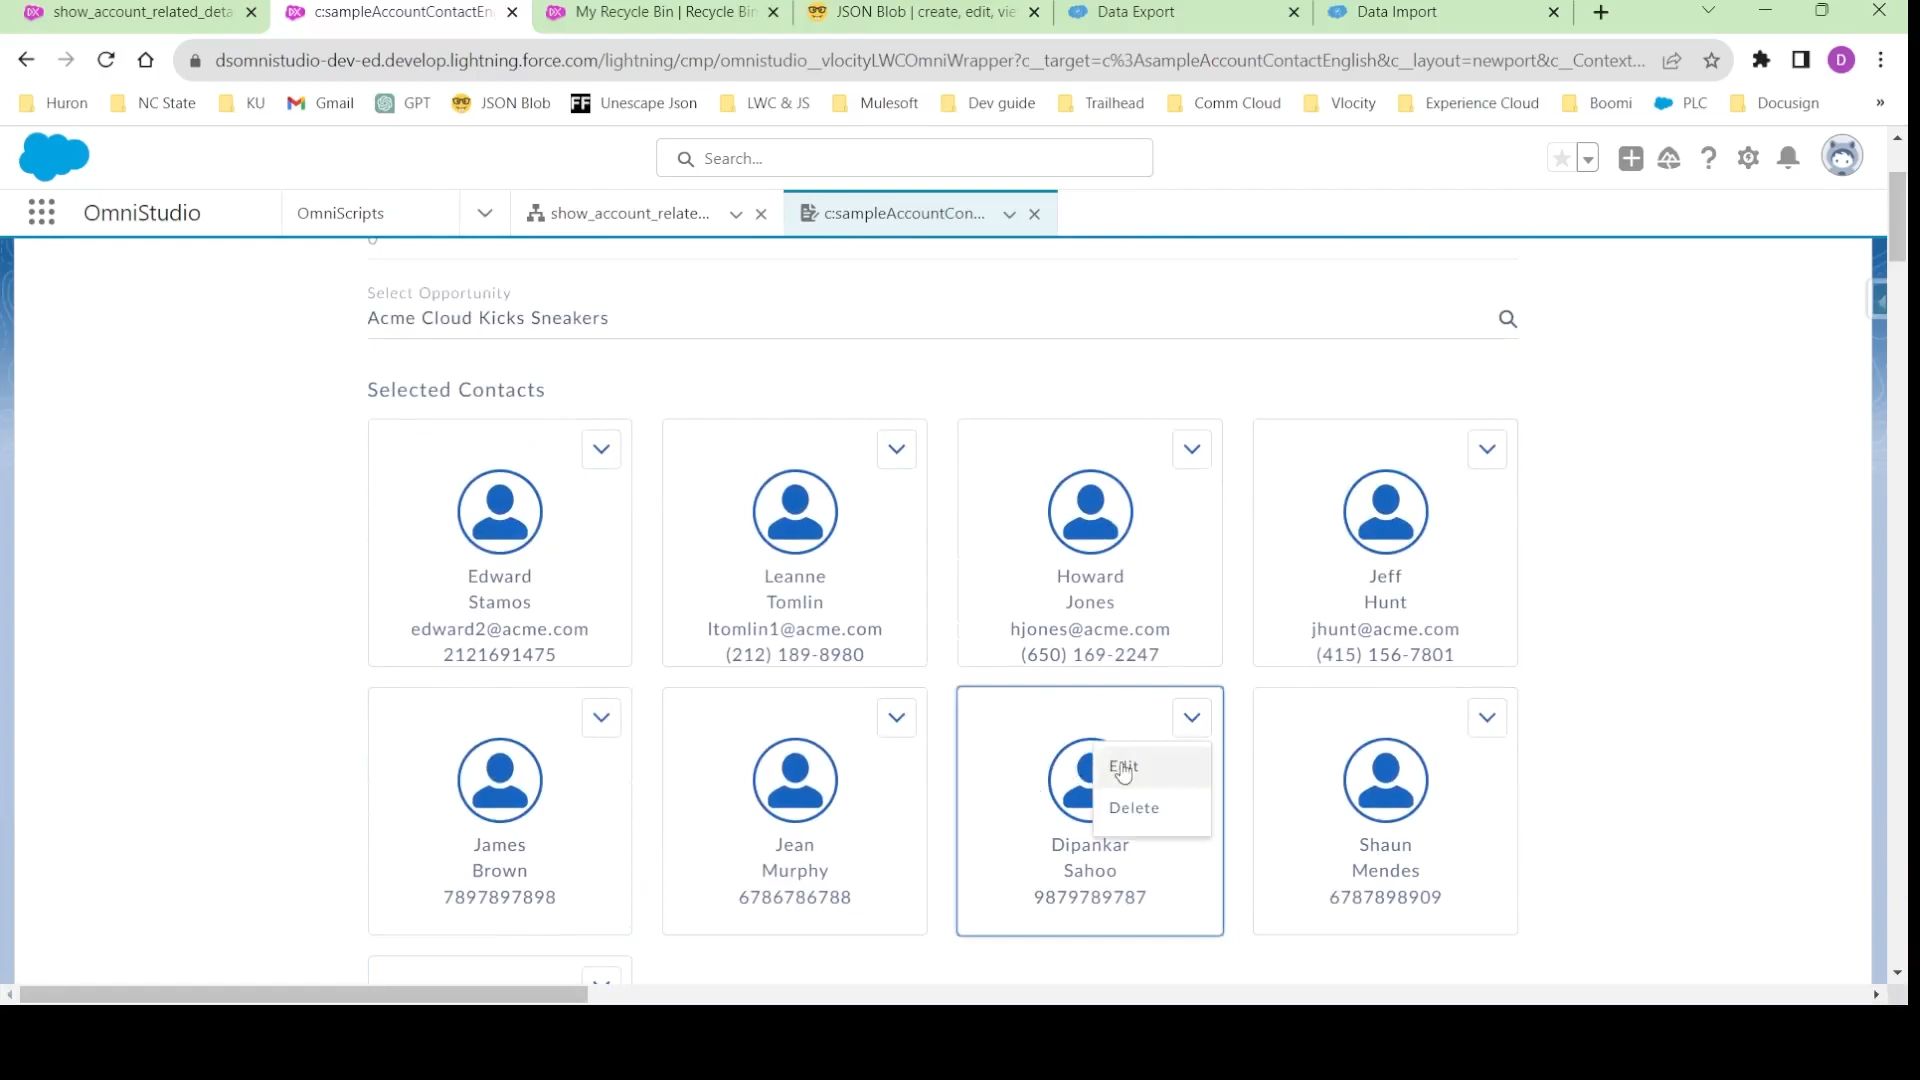 show_account_related_deta
c:sampleAccountContactEn
My Recycle Bin | Recycle Bin
JSON Blob | create, edit, vie
Data Export
Data Import
dsomnistudio-dev-ed.develop.lightning.force.com/lightning/cmp/omnistudio__vlocityLWCOmniWrapper?c__target=c%3AsampleAccountContactEnglish&c__layout=newport&c__Context...
D
Huron
NC State
KU
Gmail
GPT
JSON Blob
FF
Unescape Json
LWC & JS
Mulesoft
Dev guide
Trailhead
Comm Cloud
Vlocity
Experience Cloud
Boomi
PLC
Docusign
»
Search...
OmniStudio
OmniScripts
show_account_relate...
c:sampleAccountCon...
Select Opportunity
Acme Cloud Kicks Sneakers
Selected Contacts
Edward
Stamos
edward2@acme.com
2121691475
Leanne
Tomlin
ltomlin1@acme.com
(212) 189-8980
Howard
Jones
hjones@acme.com
(650) 169-2247
Jeff
Hunt
jhunt@acme.com
(415) 156-7801
James
Brown
7897897898
Jean
Murphy
6786786788
Edit
Delete
Dipankar
Sahoo
9879789787
Shaun
Mendes
6787898909